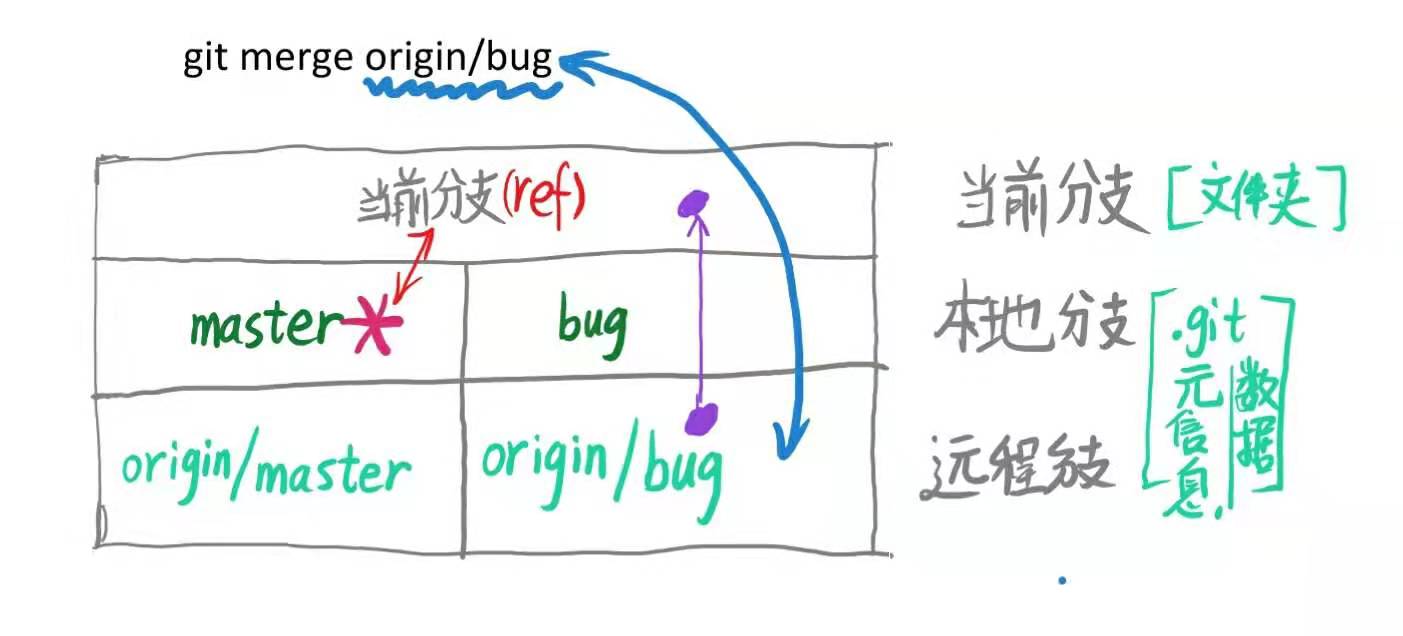 git merge origin/bug
当前分支(ref)
当前分支[文件夹]
master* bug
本地分支
origin/master origin/bug
远程分支
[.git
元信息.
数据]